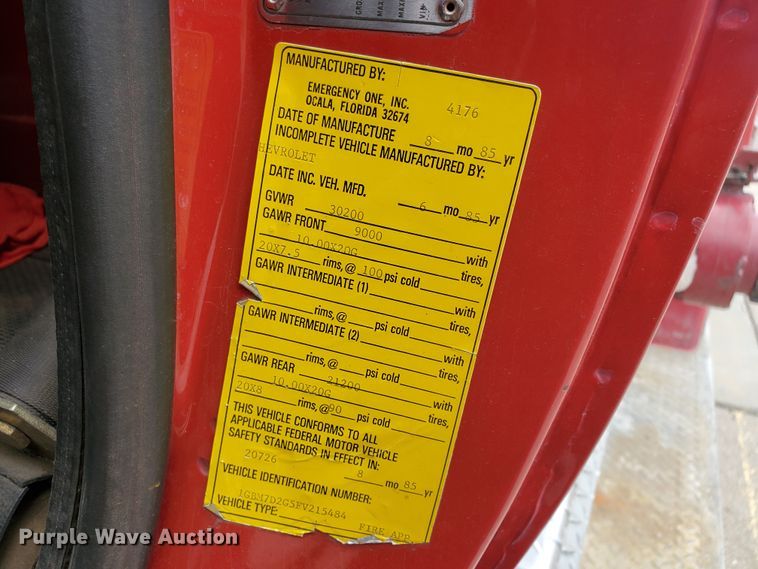 GRO
MAX
MAX
VIN
MANUFACTURED BY:
EMERGENCY ONE, INC. 4176
OCALA, FLORIDA 32674
DATE OF MANUFACTURE 8 mo 85 yr
INCOMPLETE VEHICLE MANUFACTURED BY:
HEVROLET
DATE INC. VEH. MFD. 6 mo 85 yr
GVWR 30200
GAWR FRONT 9000 with
10.00X20G tires,
20X7.5 rims, @ 100 psi cold
GAWR INTERMEDIATE (1) with
tires,
rims, @ psi cold
GAWR INTERMEDIATE (2) with
tires,
rims, @ psi cold
GAWR REAR 21200 with
10.00X20G tires,
20X8 rims, @90 psi cold
THIS VEHICLE CONFORMS TO ALL
APPLICABLE FEDERAL MOTOR VEHICLE
SAFETY STANDARDS IN EFFECT IN:
20726 8 mo 85 yr
VEHICLE IDENTIFICATION NUMBER:
1GBM7D2G5FV215484
VEHICLE TYPE: FIRE APP.
Purple Wave Auction